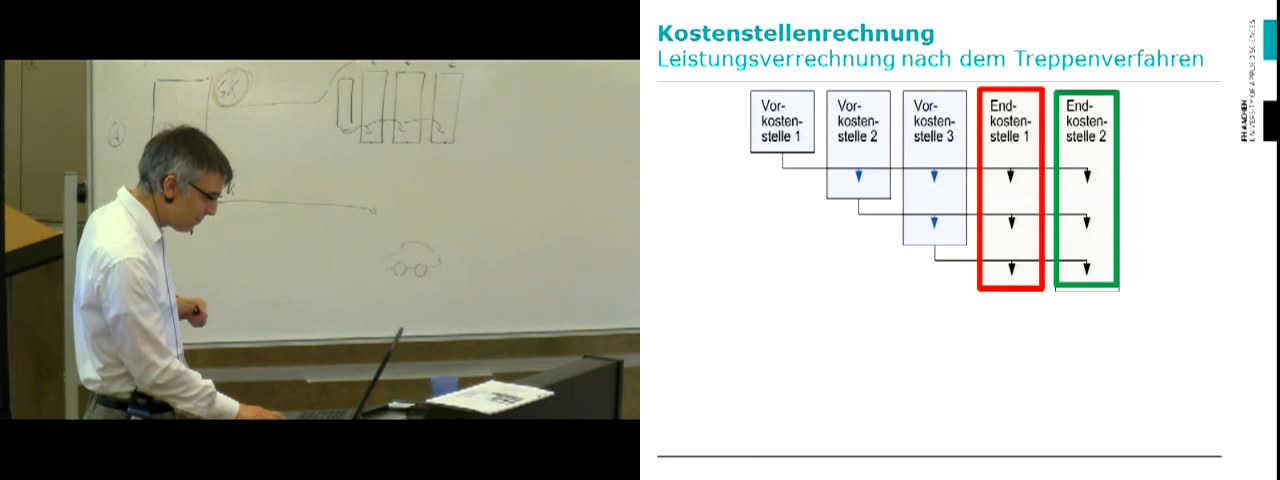 GK
Kostenstellenrechnung
Leistungsverrechnung nach dem Treppenverfahren
Vor-
kosten-
stelle 1
Vor-
kosten-
stelle 2
Vor-
kosten-
stelle 3
End-
kosten-
stelle 1
End-
kosten-
stelle 2
FH AACHEN
UNIVERSITY OF APPLIED SCIENCES